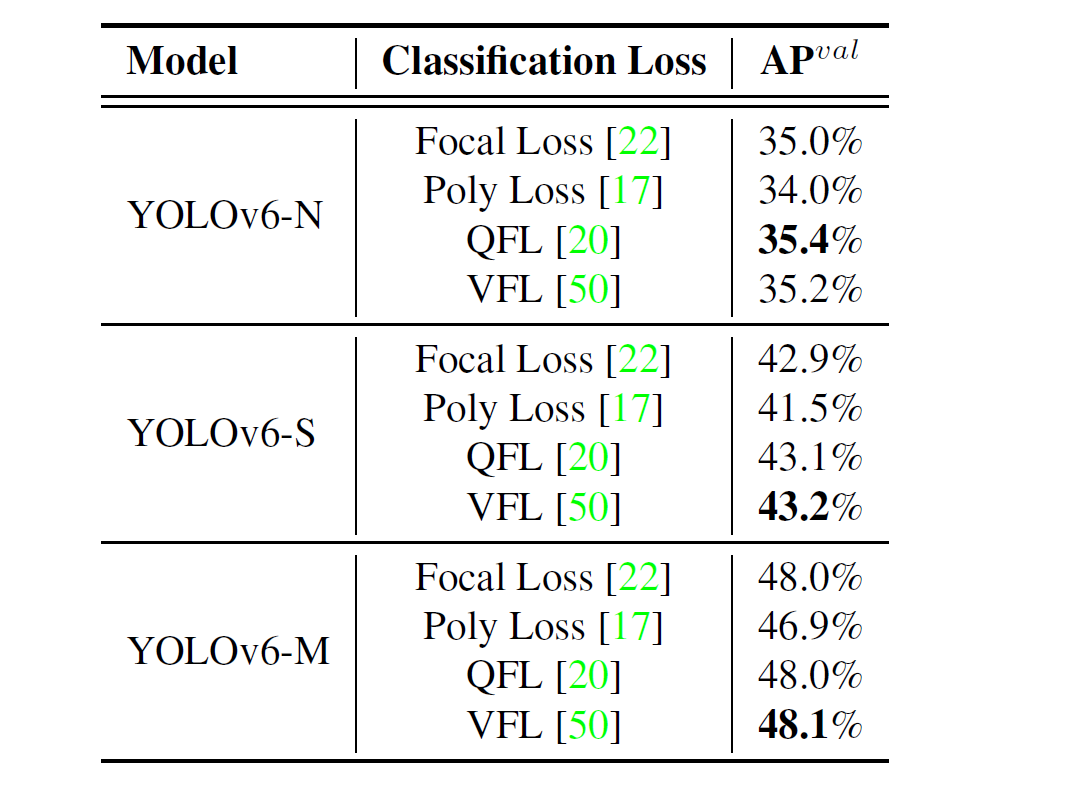 Model Classification Loss AP^val
Focal Loss [22] 35.0%
Poly Loss [17] 34.0%
YOLOv6-N
QFL [20] 35.4%
VFL [50] 35.2%
Focal Loss [22] 42.9%
Poly Loss [17] 41.5%
YOLOv6-S
QFL [20] 43.1%
VFL [50] 43.2%
Focal Loss [22] 48.0%
Poly Loss [17] 46.9%
YOLOv6-M
QFL [20] 48.0%
VFL [50] 48.1%